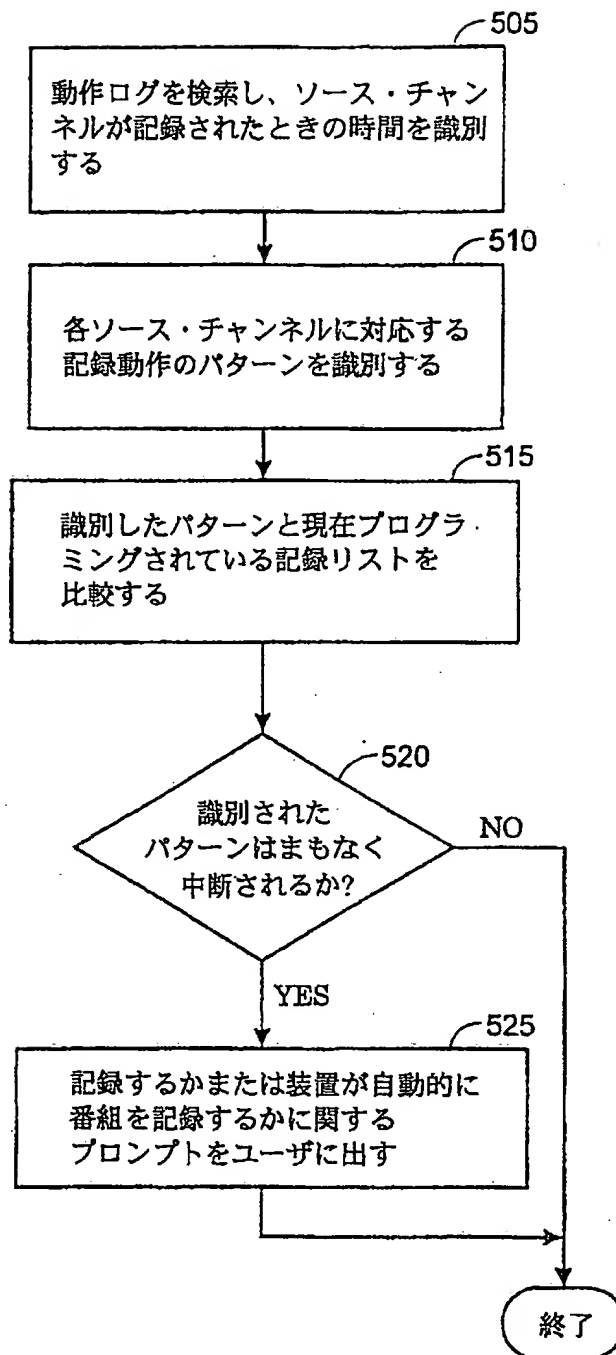 505
動作ログを検索し、ソース・チャン
ネルが記録されたときの時間を識別
する
510
各ソース・チャンネルに対応する
記録動作のパターンを識別する
515
識別したパターンと現在プログラ
ミングされている記録リストを
比較する
520
識別された
パターンはまもなく
中断されるか?
NO
YES
525
記録するかまたは装置が自動的に
番組を記録するかに関する
プロンプトをユーザに出す
終了